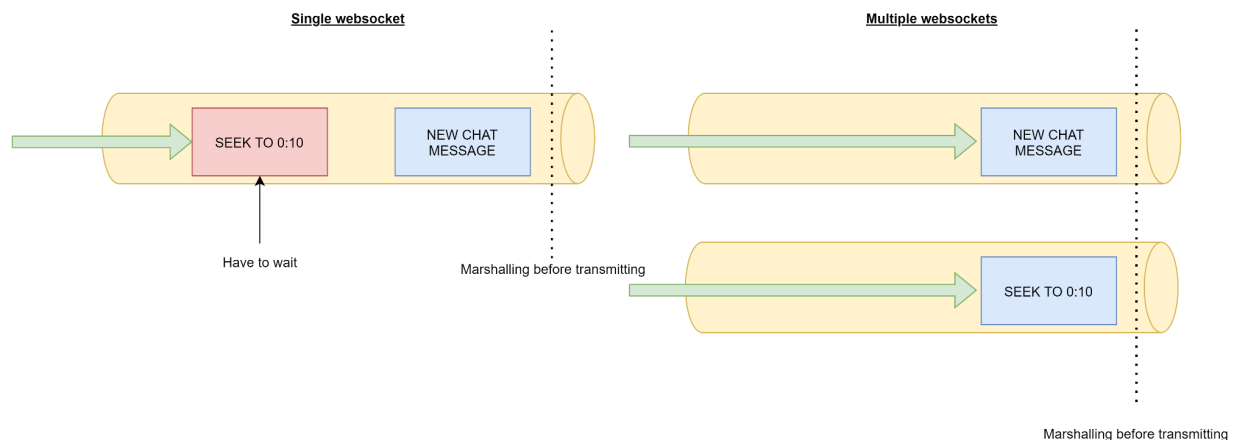 Single websocket
SEEK TO 0:10
NEW CHAT
MESSAGE
Have to wait
Marshalling before transmitting
Multiple websockets
NEW CHAT
MESSAGE
SEEK TO 0:10
Marshalling before transmitting